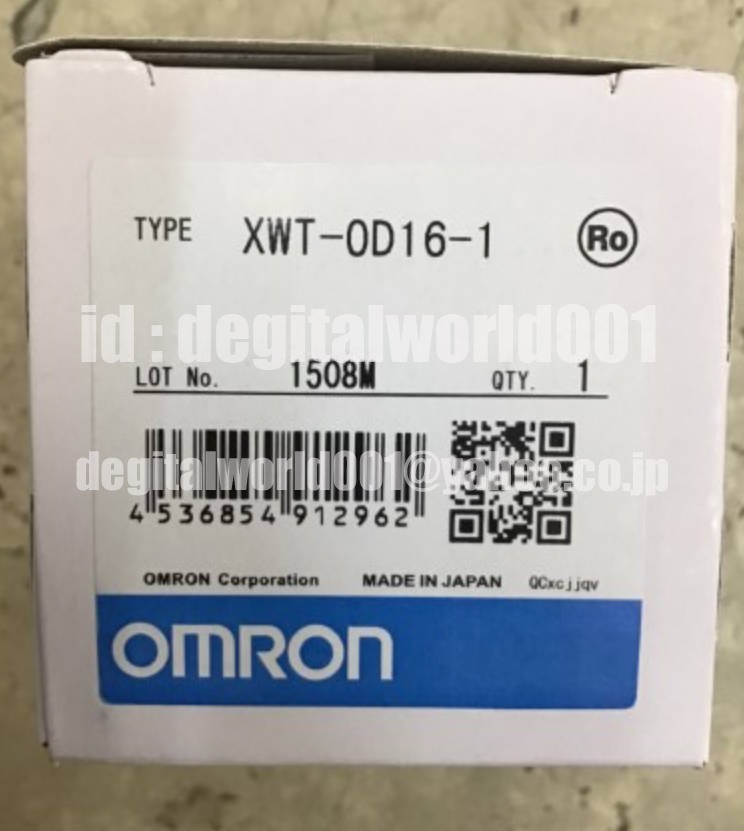 TYPE XWT-OD16-1 Ro
id : degitalworld001
LOT No. 1508M QTY. 1
degitalworld001@yahoo.co.jp
4 536854 912962
OMRON Corporation MADE IN JAPAN QCxcjjqv
OMRON